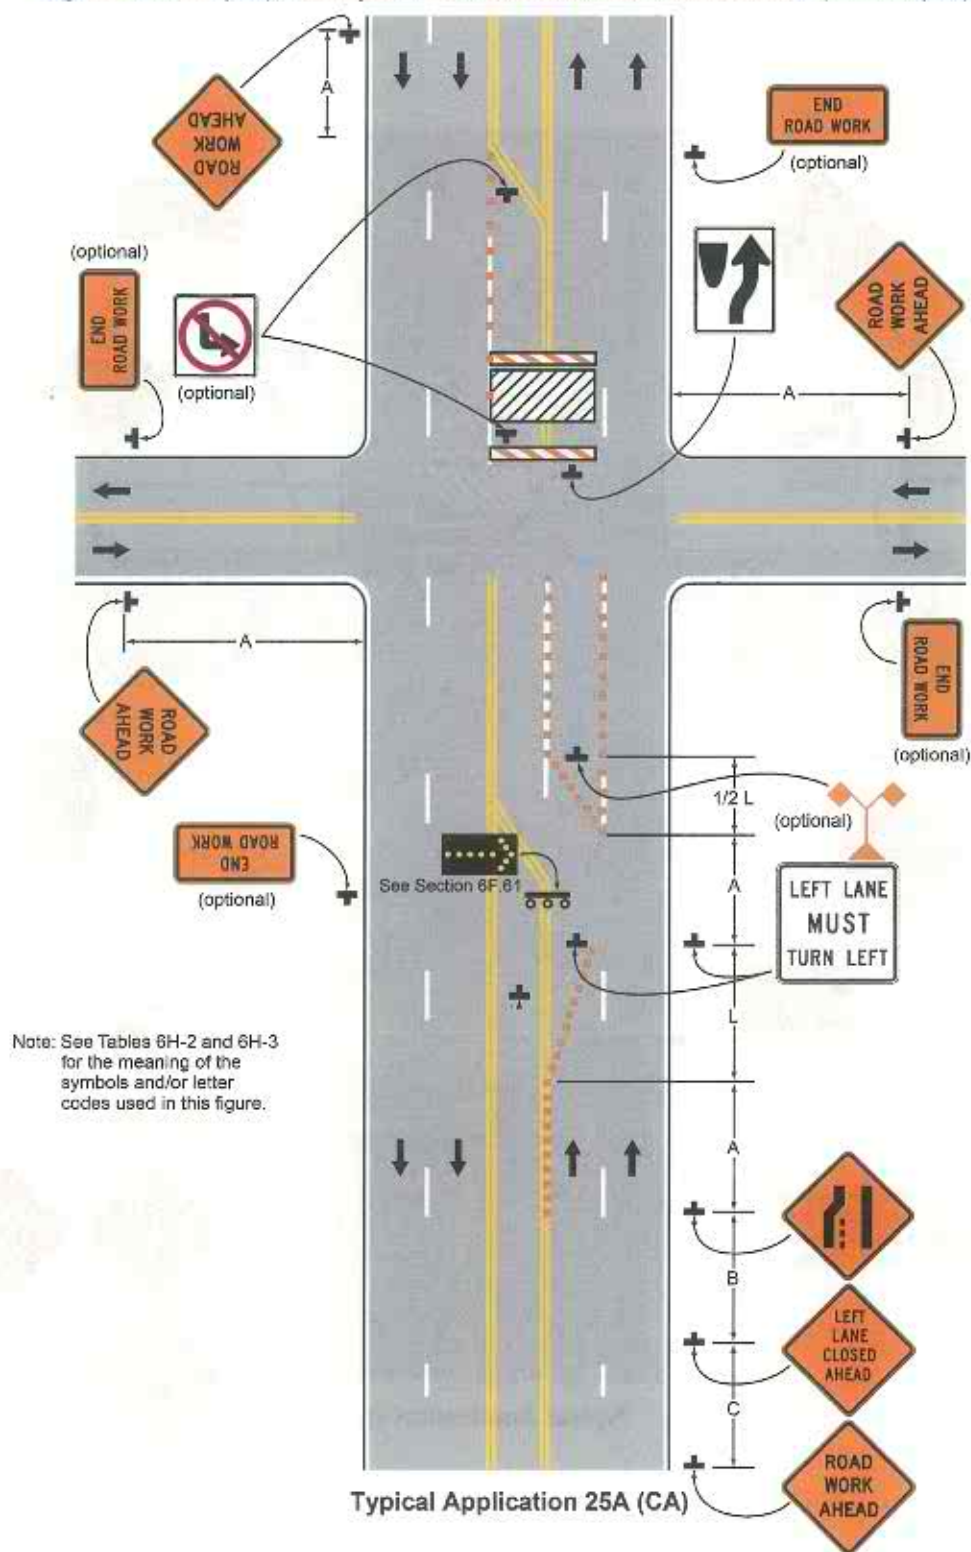 A
ROAD
WORK
AHEAD
END
ROAD WORK
(optional)
(optional)
END
ROAD WORK
(optional)
ROAD
WORK
AHEAD
A
A
ROAD
WORK
AHEAD
END
ROAD WORK
(optional)
1/2 L
(optional)
END
ROAD WORK
(optional)
See Section 6F.61
A
LEFT LANE
MUST
TURN LEFT
L
Note: See Tables 6H-2 and 6H-3
for the meaning of the
symbols and/or letter
codes used in this figure.
A
B
LEFT
LANE
CLOSED
AHEAD
C
ROAD
WORK
AHEAD
Typical Application 25A (CA)